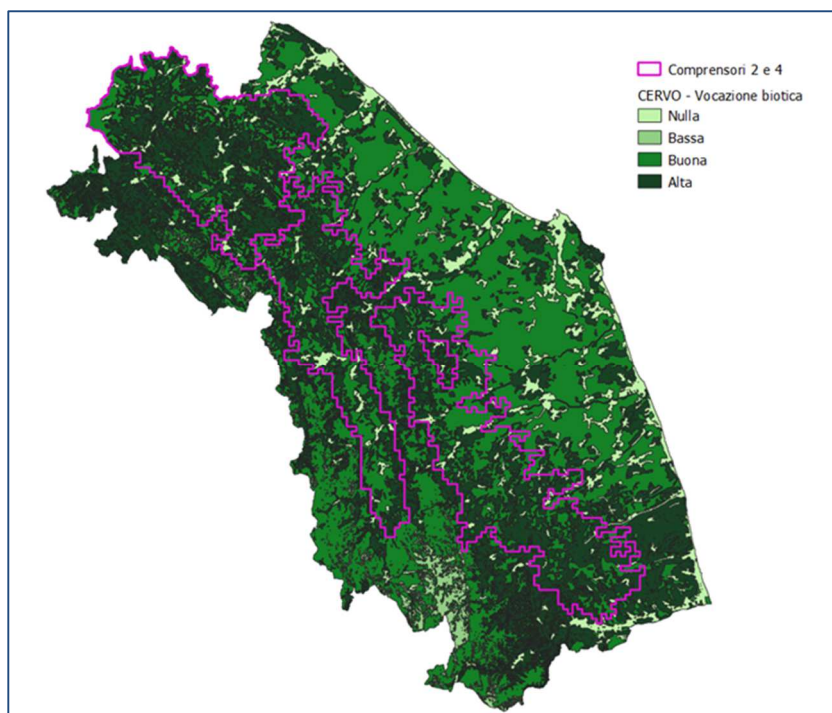 Comprensori 2 e 4
CERVO - Vocazione biotica
Nulla
Bassa
Buona
Alta